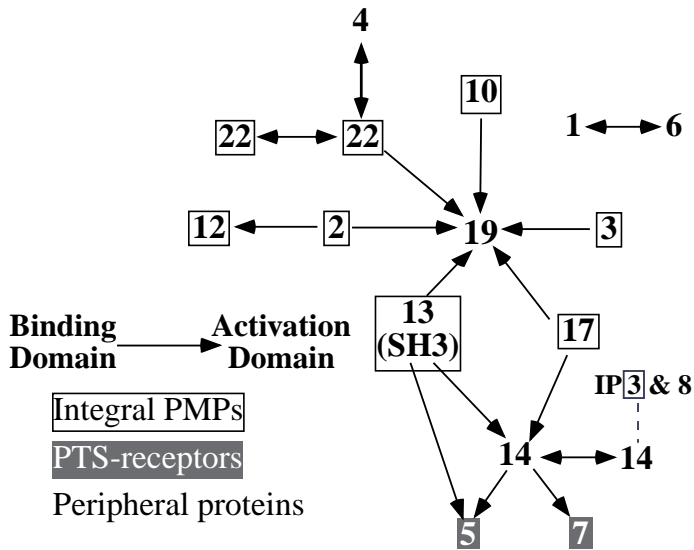 4
10
22 22
1 6
12 2 19 3
13
(SH3)
17
Binding
Domain
Activation
Domain
IP 3 & 8
Integral PMPs
PTS-receptors
Peripheral proteins
14 14
5 7